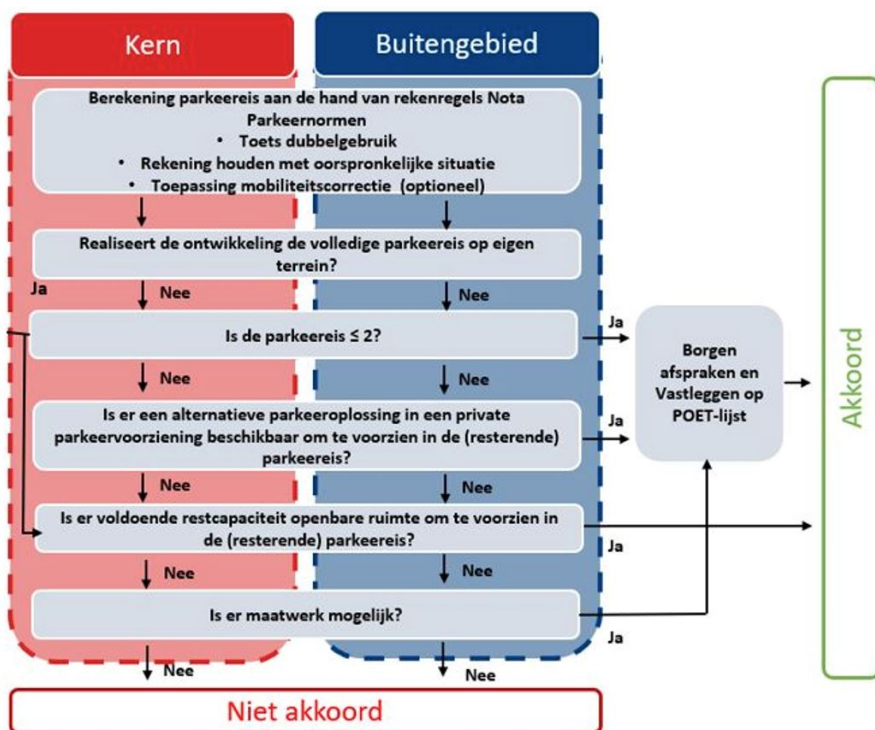 Kern
Buitengebied
Berekening parkeereis aan de hand van rekenregels Nota
Parkeernormen
• Toets dubbelgebruik
• Rekening houden met oorspronkelijke situatie
• Toepassing mobiliteitscorrectie (optioneel)
Realiseert de ontwikkeling de volledige parkeereis op eigen
terrein?
Ja
Nee
Nee
Is de parkeereis ≤ 2?
Ja
Nee
Nee
Borgen
afspraken en
Vastleggen op
POET-lijst
Akkoord
Is er een alternatieve parkeeroplossing in een private
parkeervoorziening beschikbaar om te voorzien in de (resterende)
parkeereis?
Ja
Nee
Nee
Is er voldoende restcapaciteit openbare ruimte om te voorzien in
de (resterende) parkeereis?
Ja
Nee
Nee
Is er maatwerk mogelijk?
Ja
Nee
Nee
Niet akkoord